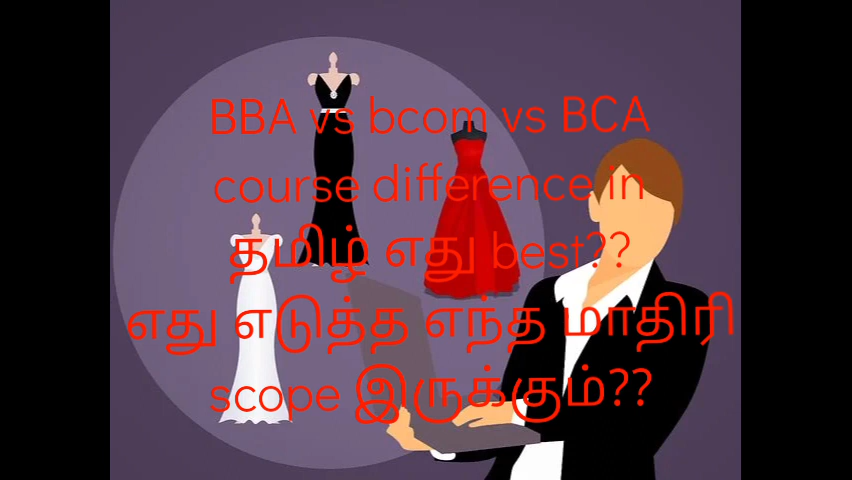 BBA vs bcom vs BCA
course difference in
தமிழ் எது best??
எது எடுத்த எந்த மாதிரி
scope இருக்கும்??